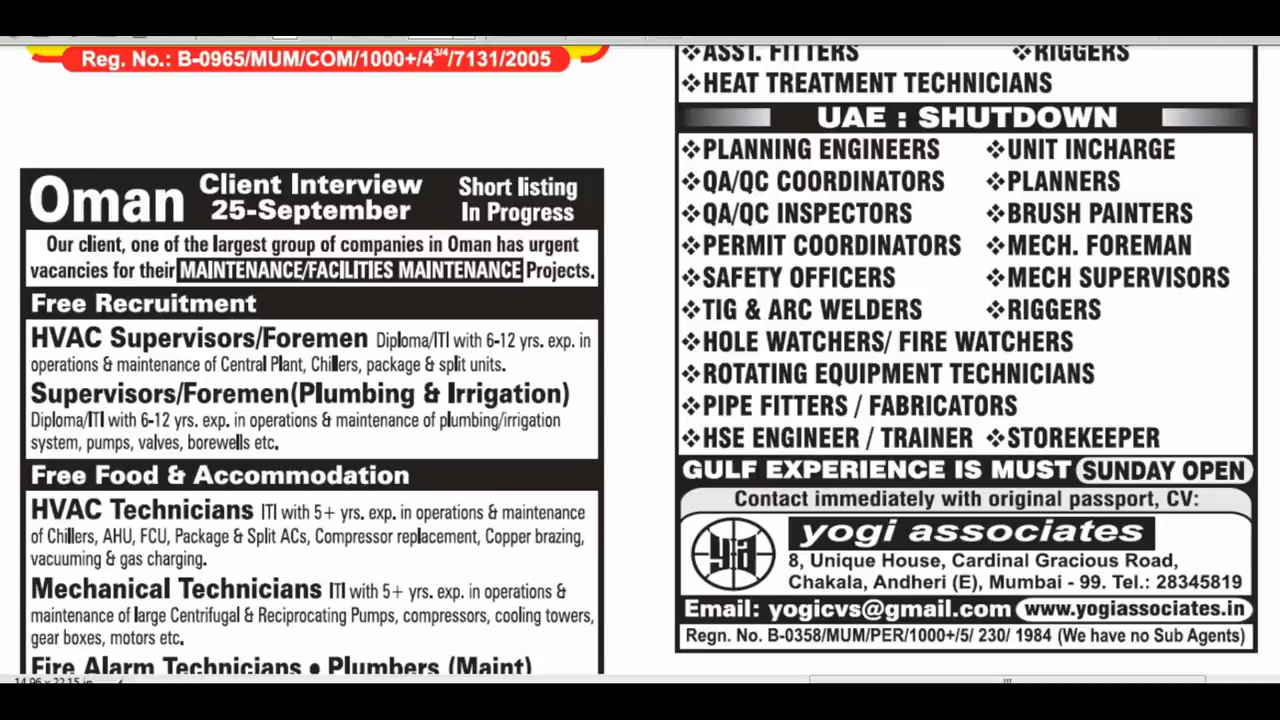 Reg. No.: B-0965/MUM/COM/1000+/4¾/7131/2005
Oman Client Interview 25-September Short listing In Progress
Our client, one of the largest group of companies in Oman has urgent
vacancies for their MAINTENANCE/FACILITIES MAINTENANCE Projects.
Free Recruitment
HVAC Supervisors/Foremen Diploma/ITI with 6-12 yrs. exp. in
operations & maintenance of Central Plant, Chillers, package & split units.
Supervisors/Foremen(Plumbing & Irrigation)
Diploma/ITI with 6-12 yrs. exp. in operations & maintenance of plumbing/irrigation
system, pumps, valves, borewells etc.
Free Food & Accommodation
HVAC Technicians ITI with 5+ yrs. exp. in operations & maintenance
of Chillers, AHU, FCU, Package & Split ACs, Compressor replacement, Copper brazing,
vacuuming & gas charging.
Mechanical Technicians ITI with 5+ yrs. exp. in operations &
maintenance of large Centrifugal & Reciprocating Pumps, compressors, cooling towers,
gear boxes, motors etc.
Fire Alarm Technicians • Plumbers (Maint)
❖ASST. FITTERS ❖RIGGERS
❖HEAT TREATMENT TECHNICIANS
UAE : SHUTDOWN
❖PLANNING ENGINEERS ❖UNIT INCHARGE
❖QA/QC COORDINATORS ❖PLANNERS
❖QA/QC INSPECTORS ❖BRUSH PAINTERS
❖PERMIT COORDINATORS ❖MECH. FOREMAN
❖SAFETY OFFICERS ❖MECH SUPERVISORS
❖TIG & ARC WELDERS ❖RIGGERS
❖HOLE WATCHERS/ FIRE WATCHERS
❖ROTATING EQUIPMENT TECHNICIANS
❖PIPE FITTERS / FABRICATORS
❖HSE ENGINEER / TRAINER ❖STOREKEEPER
GULF EXPERIENCE IS MUST SUNDAY OPEN
Contact immediately with original passport, CV:
yogi associates
8, Unique House, Cardinal Gracious Road,
Chakala, Andheri (E), Mumbai - 99. Tel.: 28345819
Email: yogicvs@gmail.com www.yogiassociates.in
Regn. No. B-0358/MUM/PER/1000+/5/ 230/ 1984 (We have no Sub Agents)
14.96 x 22.15 in